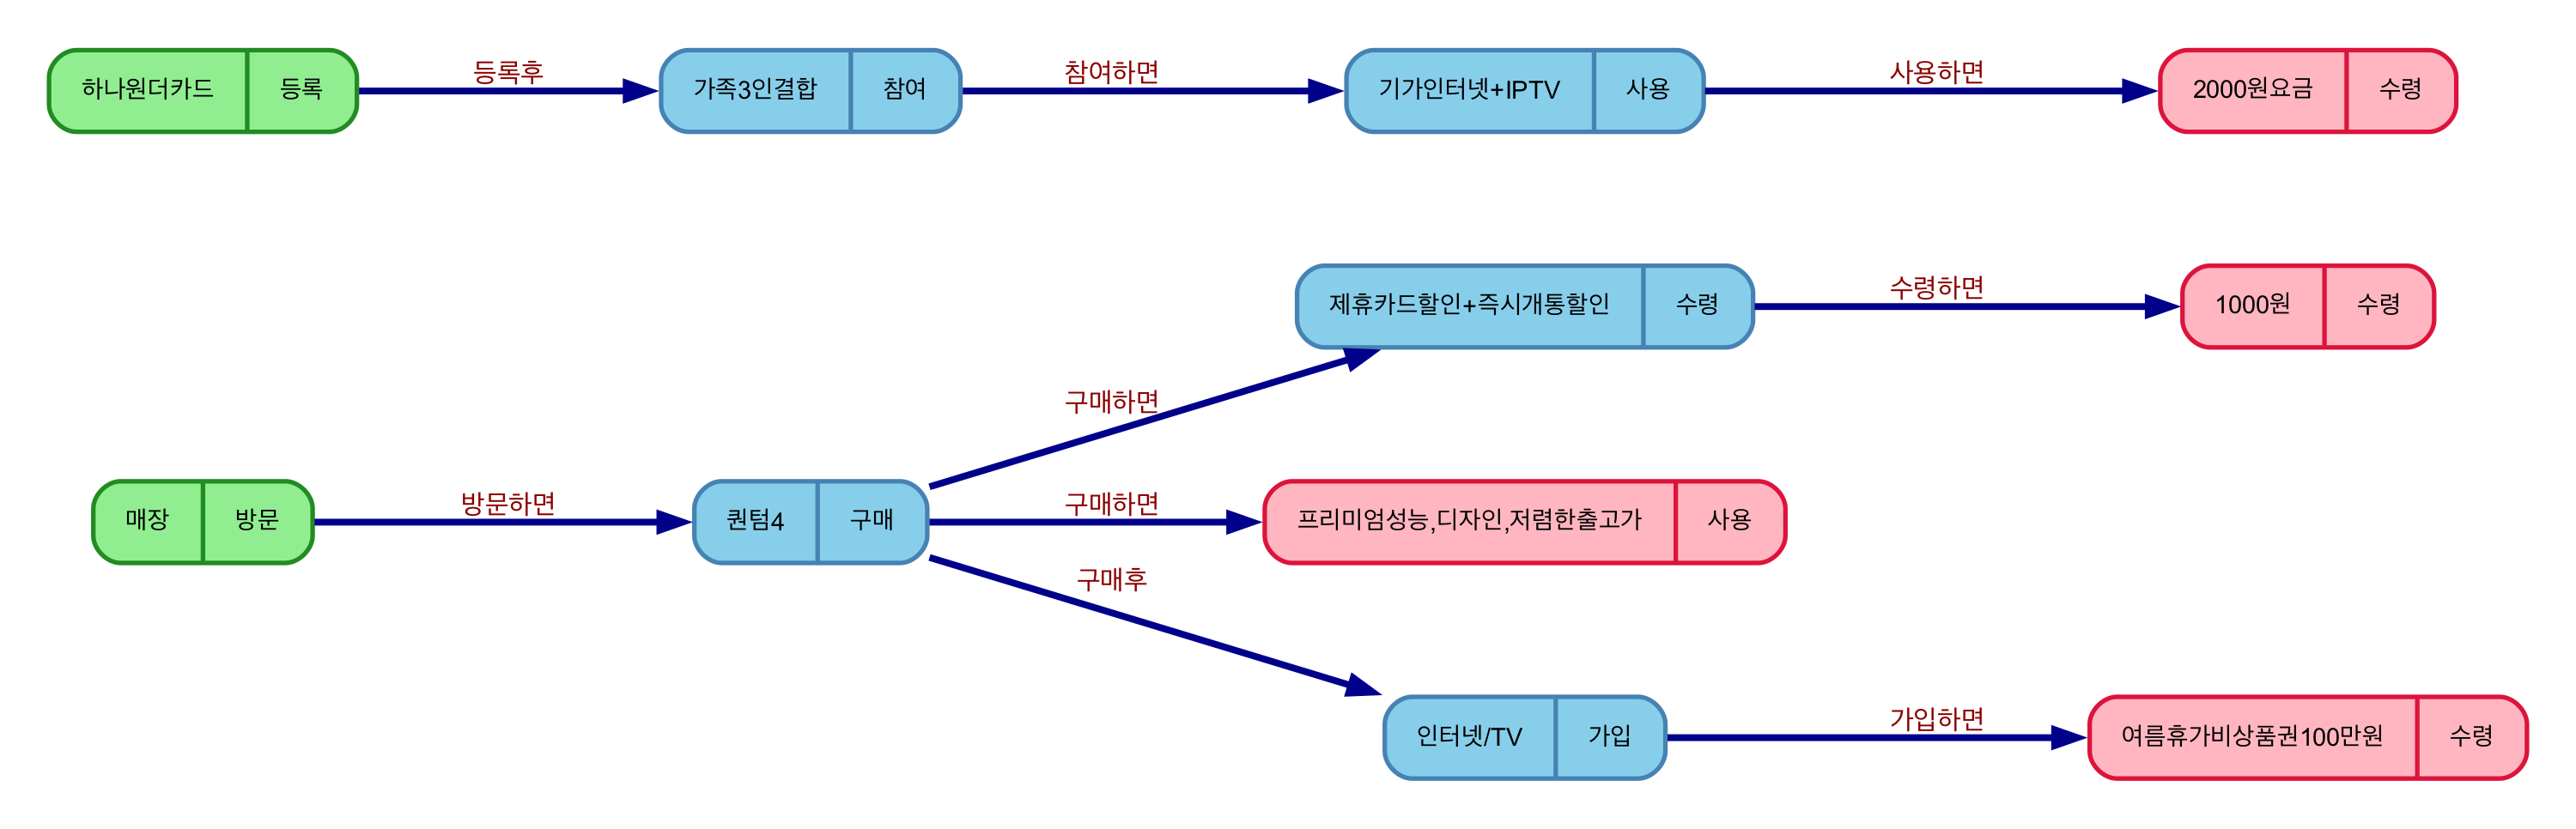 하나원더카드 등록
등록후
가족3인결합 참여
참여하면
기가인터넷+IPTV 사용
사용하면
2000원요금 수령
제휴카드할인+즉시개통할인 수령
수령하면
1000원 수령
구매하면
매장 방문
방문하면
퀀텀4 구매
구매하면
프리미엄성능,디자인,저렴한출고가 사용
구매후
인터넷/TV 가입
가입하면
여름휴가비상품권100만원 수령